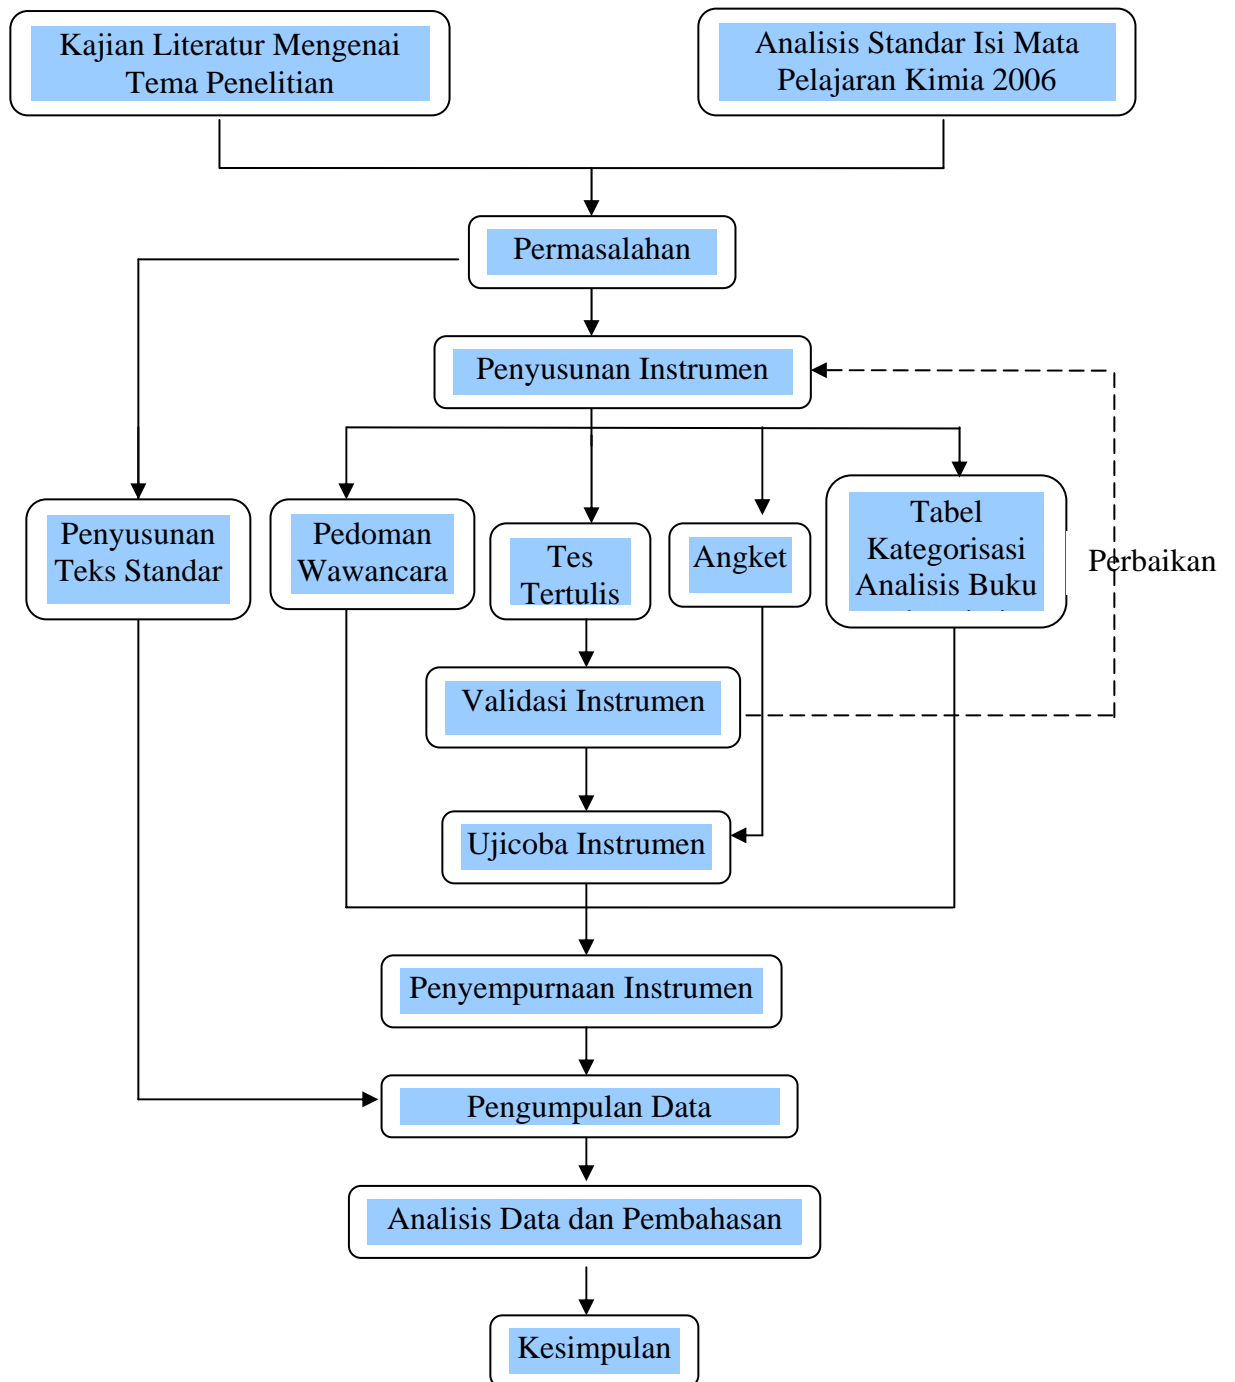 Kajian Literatur Mengenai
Tema Penelitian
Analisis Standar Isi Mata
Pelajaran Kimia 2006
Permasalahan
Penyusunan Instrumen
Penyusunan
Teks Standar
Pedoman
Wawancara
Tes
Tertulis
Angket
Tabel
Kategorisasi
Analisis Buku
Perbaikan
Validasi Instrumen
Ujicoba Instrumen
Penyempurnaan Instrumen
Pengumpulan Data
Analisis Data dan Pembahasan
Kesimpulan